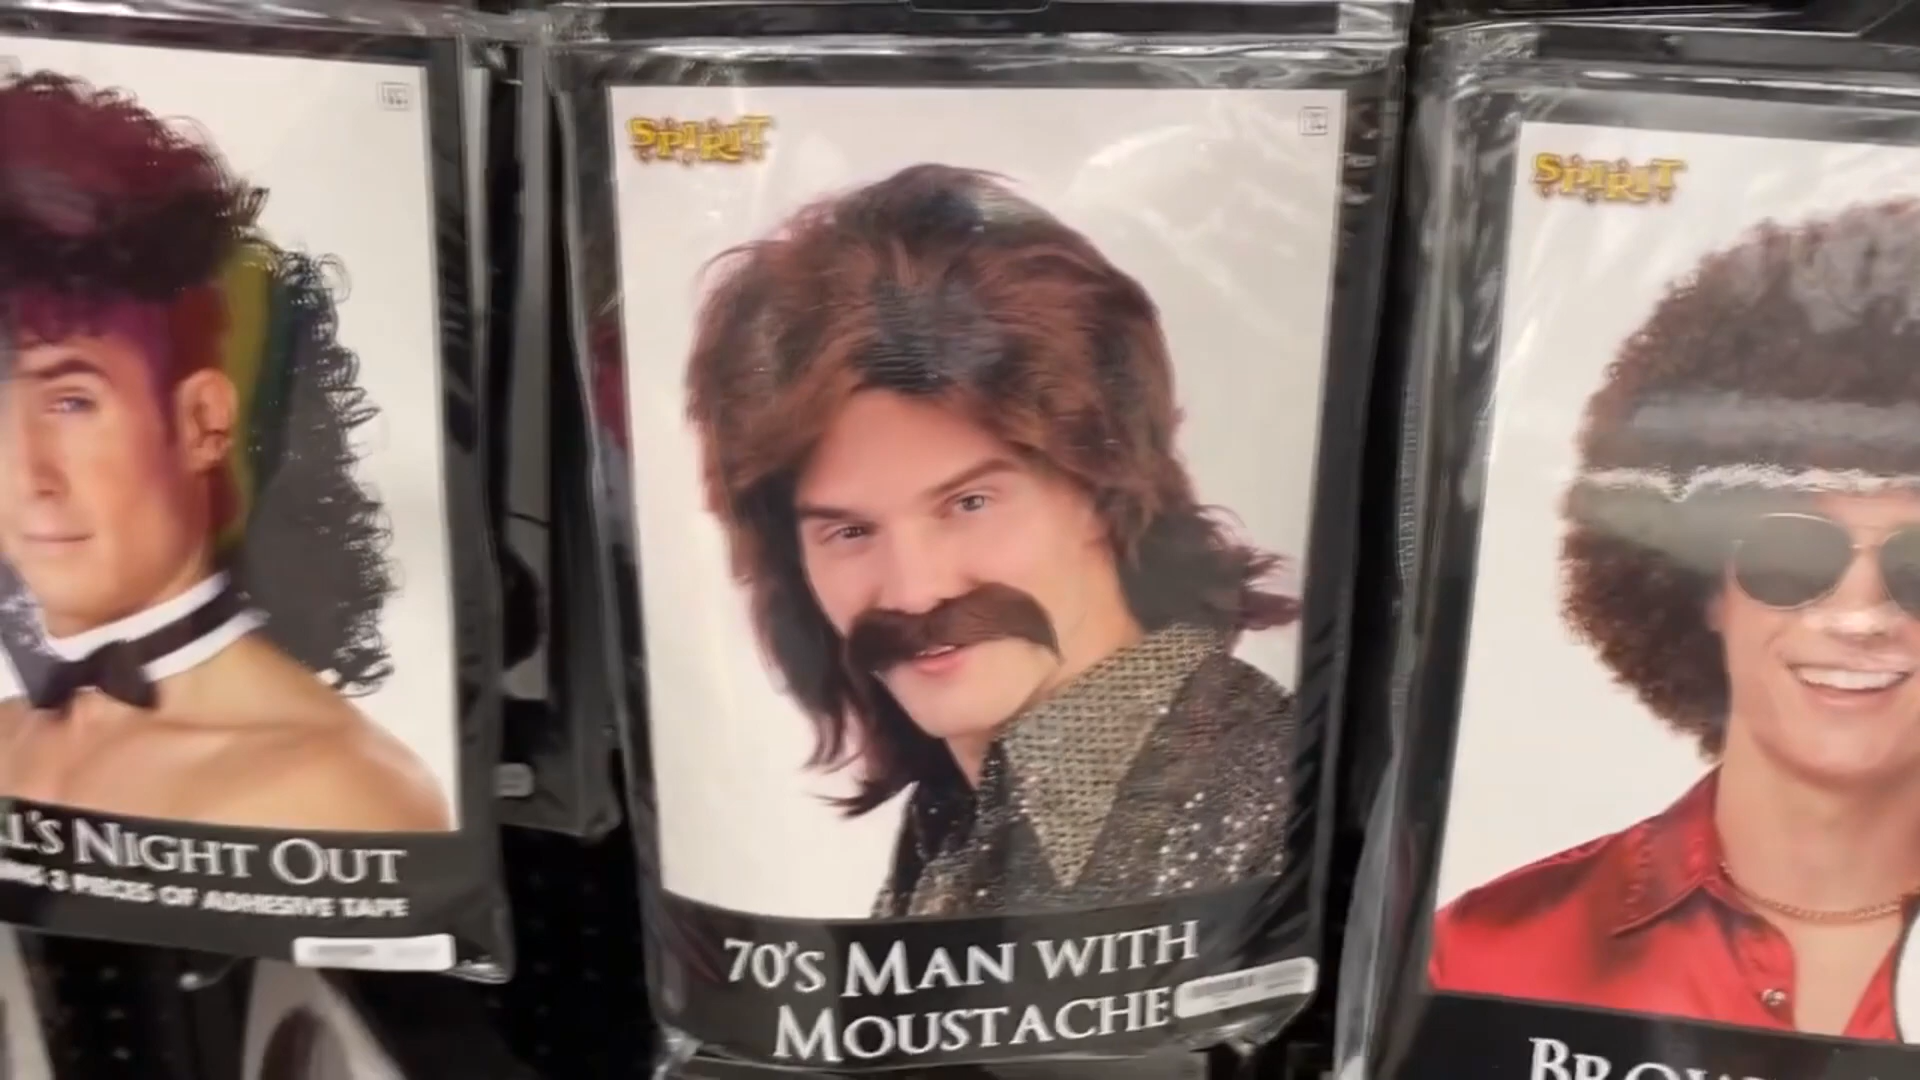 SPIRIT
70's MAN WITH
MOUSTACHE
SPIRIT
NIGHT OUT
3 PIECES OF ADHESIVE TAPE